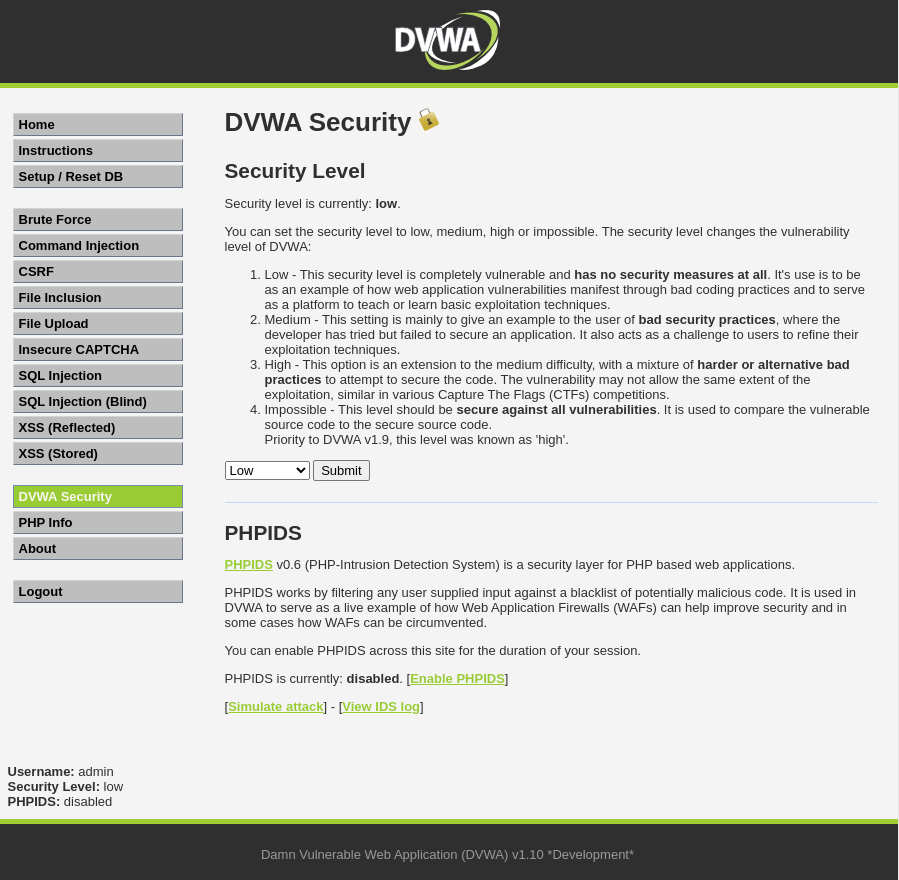 DVWA
Home
Instructions
Setup / Reset DB
Brute Force
Command Injection
CSRF
File Inclusion
File Upload
Insecure CAPTCHA
SQL Injection
SQL Injection (Blind)
XSS (Reflected)
XSS (Stored)
DVWA Security
PHP Info
About
Logout
DVWA Security
Security Level
Security level is currently: low.
You can set the security level to low, medium, high or impossible. The security level changes the vulnerability
level of DVWA:
1. Low - This security level is completely vulnerable and has no security measures at all. It's use is to be
as an example of how web application vulnerabilities manifest through bad coding practices and to serve
as a platform to teach or learn basic exploitation techniques.
2. Medium - This setting is mainly to give an example to the user of bad security practices, where the
developer has tried but failed to secure an application. It also acts as a challenge to users to refine their
exploitation techniques.
3. High - This option is an extension to the medium difficulty, with a mixture of harder or alternative bad
practices to attempt to secure the code. The vulnerability may not allow the same extent of the
exploitation, similar in various Capture The Flags (CTFs) competitions.
4. Impossible - This level should be secure against all vulnerabilities. It is used to compare the vulnerable
source code to the secure source code.
Priority to DVWA v1.9, this level was known as 'high'.
Low Submit
PHPIDS
PHPIDS v0.6 (PHP-Intrusion Detection System) is a security layer for PHP based web applications.
PHPIDS works by filtering any user supplied input against a blacklist of potentially malicious code. It is used in
DVWA to serve as a live example of how Web Application Firewalls (WAFs) can help improve security and in
some cases how WAFs can be circumvented.
You can enable PHPIDS across this site for the duration of your session.
PHPIDS is currently: disabled. [Enable PHPIDS]
[Simulate attack] - [View IDS log]
Username: admin
Security Level: low
PHPIDS: disabled
Damn Vulnerable Web Application (DVWA) v1.10 *Development*